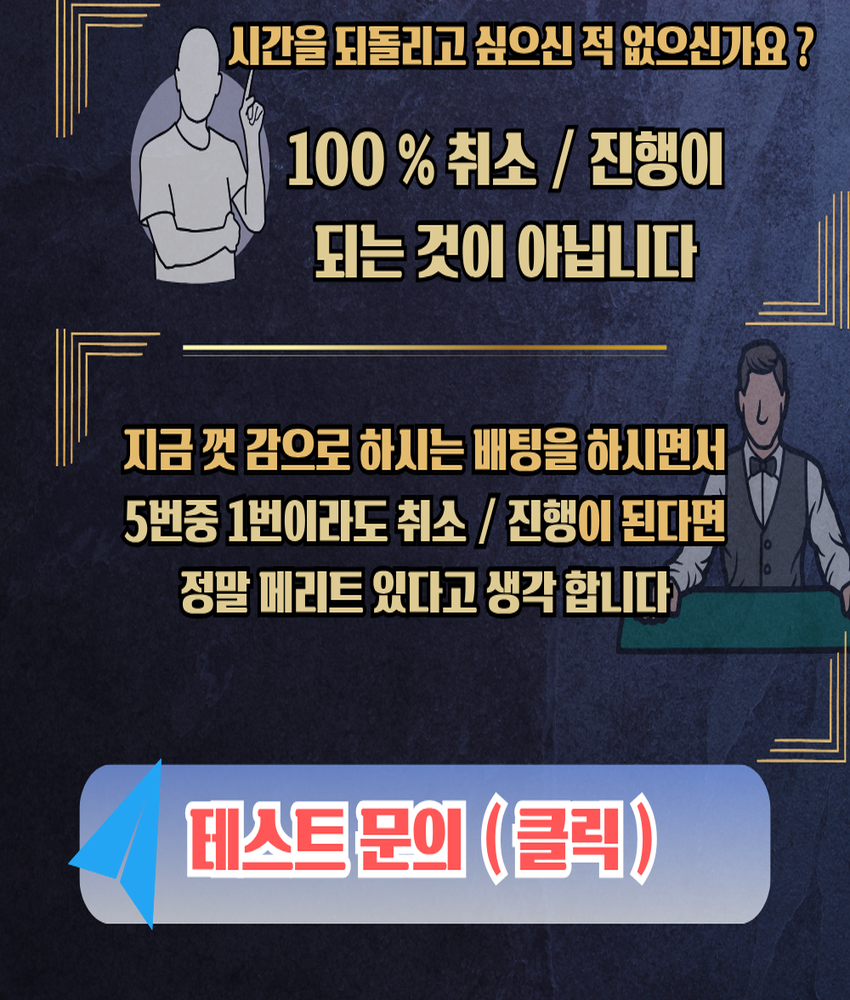 시간을 되돌리고 싶으신 적 없으신가요 ?
100 % 취소 / 진행이
되는 것이 아닙니다
지금 껏 감으로 하시는 배팅을 하시면서
5번중 1번이라도 취소 / 진행이 된다면
정말 메리트 있다고 생각 합니다
테스트 문의 ( 클릭 )